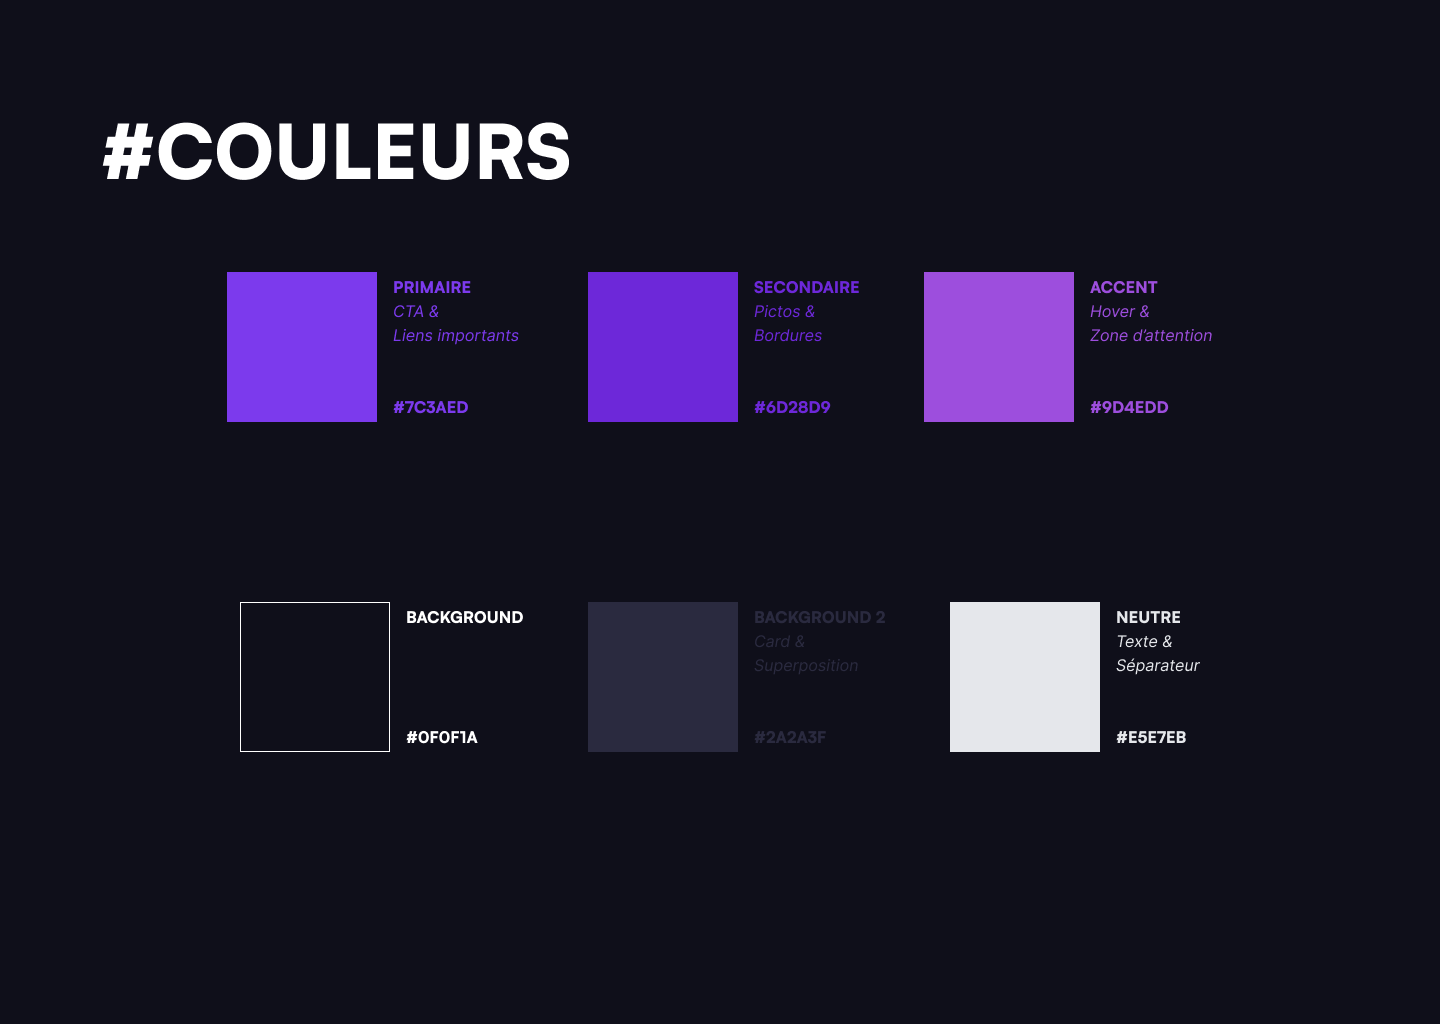 #COULEURS
PRIMAIRE
CTA &
Liens importants
#7C3AED
SECONDAIRE
Pictos &
Bordures
#6D28D9
ACCENT
Hover &
Zone d'attention
#9D4EDD
BACKGROUND
#0F0F1A
BACKGROUND 2
Card &
Superposition
#2A2A3F
NEUTRE
Texte &
Séparateur
#E5E7EB